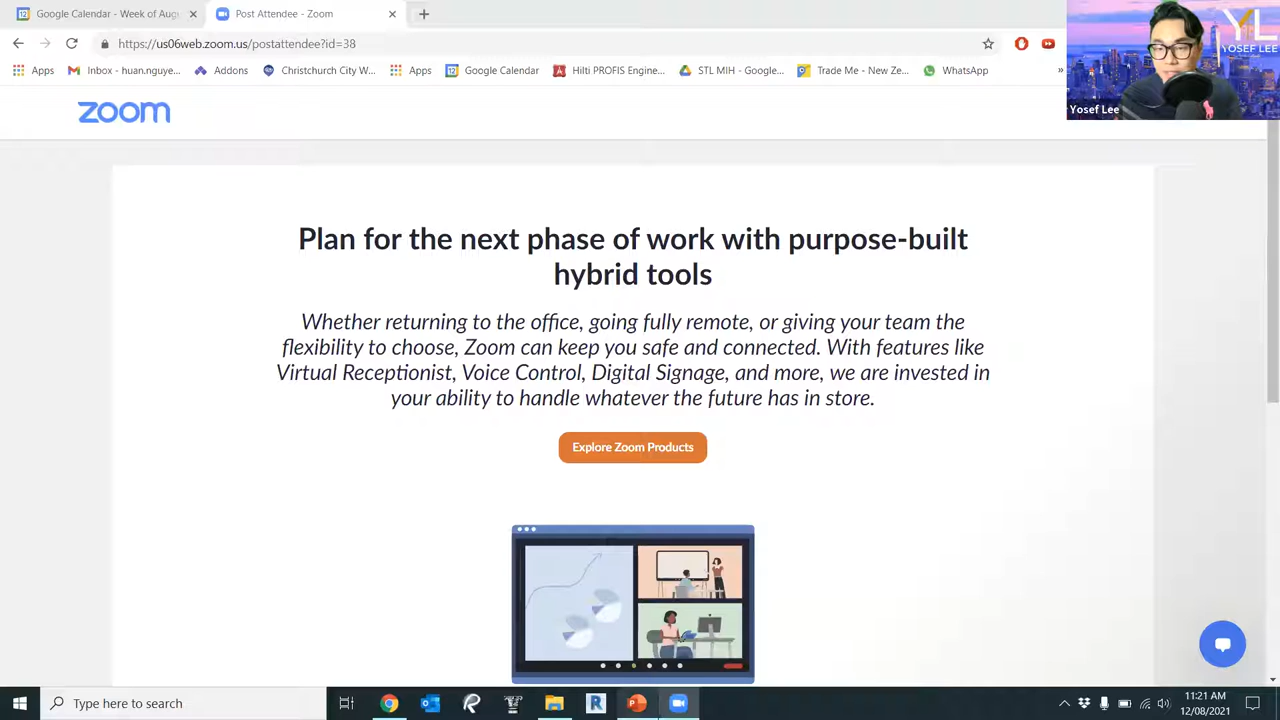 Google Calendar - Week of Aug
Post Attendee - Zoom
https://us06web.zoom.us/postattendee?id=38
Apps
Inbox - huan.nguye...
Addons
Christchurch City W...
Apps
Google Calendar
Hilti PROFIS Engine...
STL MIH - Google...
Trade Me - New Ze...
WhatsApp
»
YL
YOSEF LEE
Yosef Lee
zoom
Plan for the next phase of work with purpose-built
hybrid tools
Whether returning to the office, going fully remote, or giving your team the
flexibility to choose, Zoom can keep you safe and connected. With features like
Virtual Receptionist, Voice Control, Digital Signage, and more, we are invested in
your ability to handle whatever the future has in store.
Explore Zoom Products
Type here to search
11:21 AM
12/08/2021